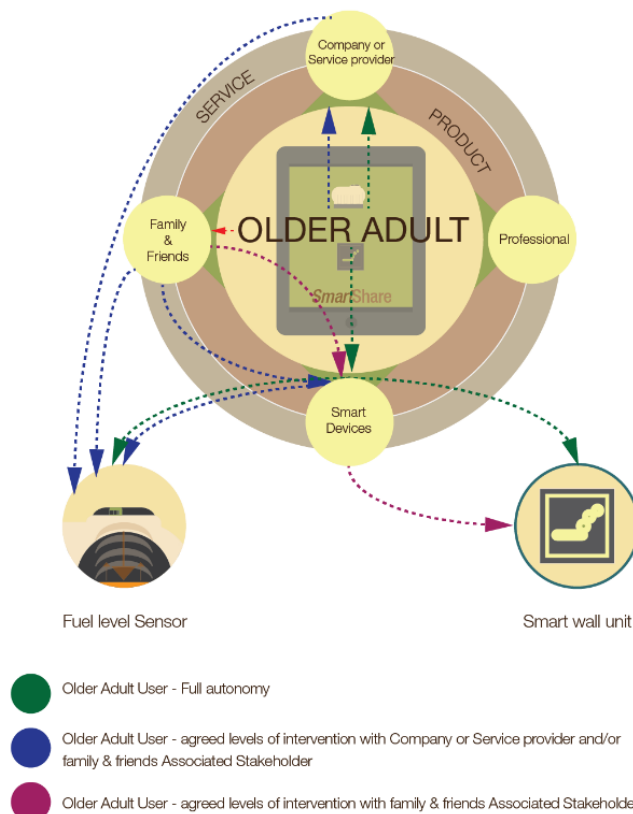 Company or
Service provider
SERVICE
PRODUCT
Family
&
Friends
OLDER ADULT
Professional
SmartShare
Smart
Devices
Fuel level Sensor
Smart wall unit
Older Adult User - Full autonomy
Older Adult User - agreed levels of intervention with Company or Service provider and/or
family & friends Associated Stakeholder
Older Adult User - agreed levels of intervention with family & friends Associated Stakeholde